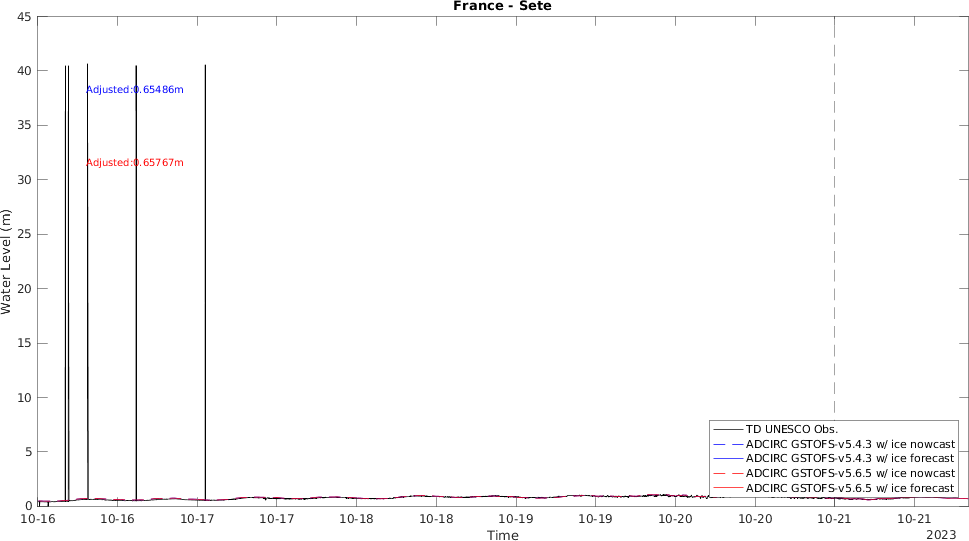 France - Sete
45
40
35
30
25
20
15
10
5
0
Water Level (m)
Adjusted:0.65486m
Adjusted:0.65767m
TD UNESCO Obs.
ADCIRC GSTOFS-v5.4.3 w/ ice nowcast
ADCIRC GSTOFS-v5.4.3 w/ ice forecast
ADCIRC GSTOFS-v5.6.5 w/ ice nowcast
ADCIRC GSTOFS-v5.6.5 w/ ice forecast
10-16 10-16 10-17 10-17 10-18 10-18 10-19 10-19 10-20 10-20 10-21 10-21
Time
2023